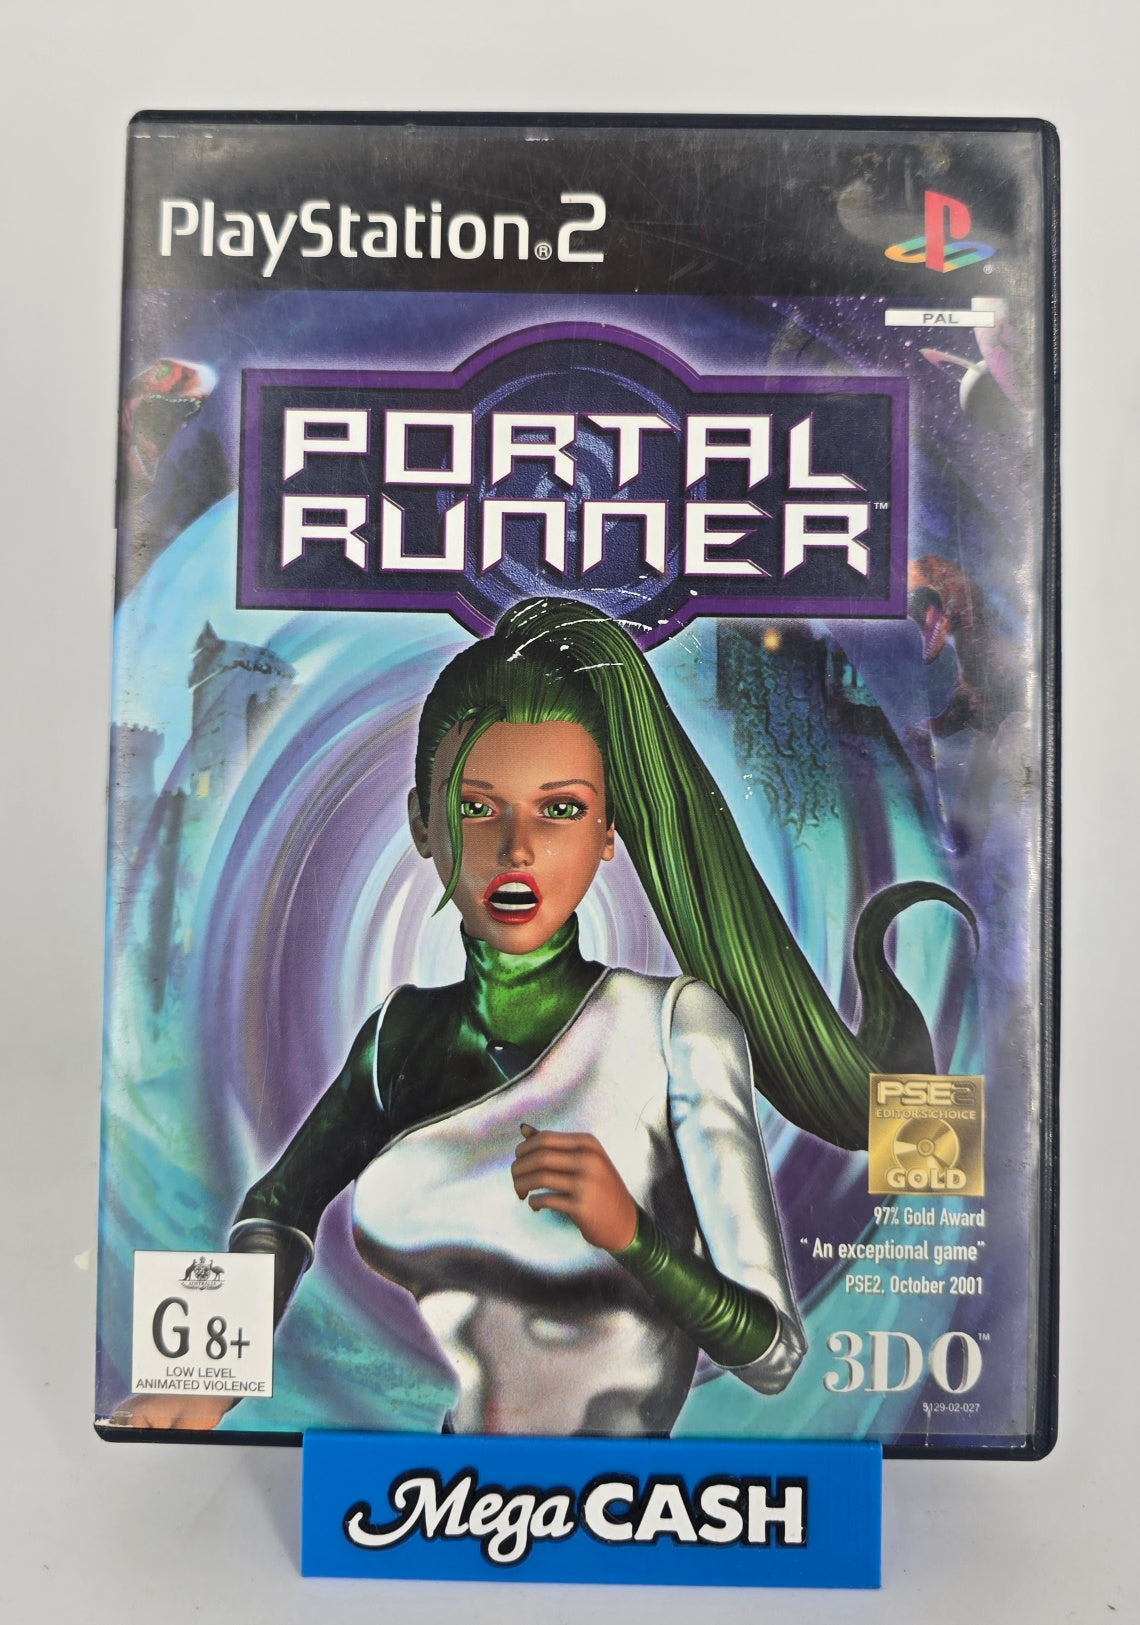 PlayStation®2
PAL
PORTAL
RUNNER™
PSE2
EDITOR'S CHOICE
GOLD
97% Gold Award
"An exceptional game"
PSE2, October 2001
3DO™
5129-02-027
AUSTRALIA
G 8+
LOW LEVEL
ANIMATED VIOLENCE
Mega CASH